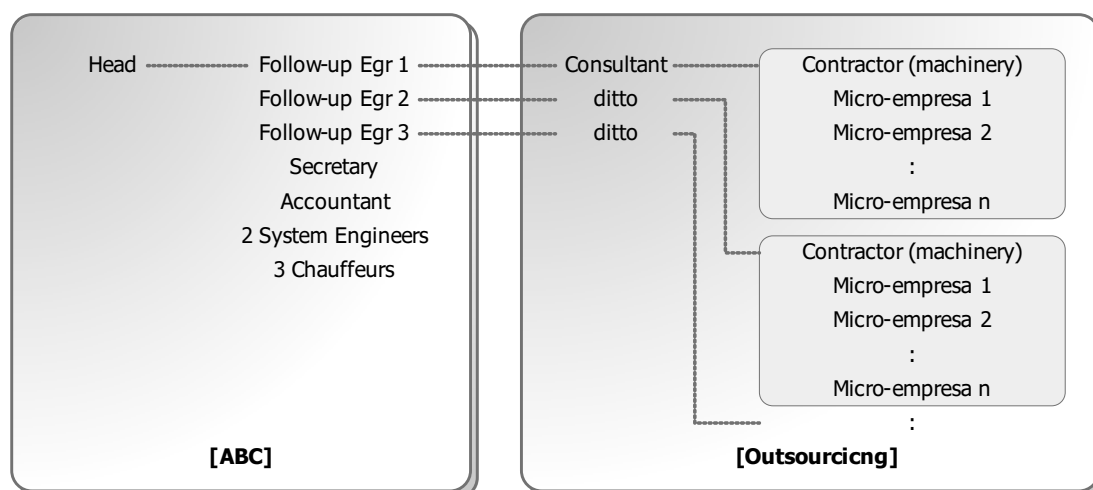 Head
Follow-up Egr 1
Follow-up Egr 2
Follow-up Egr 3
Secretary
Accountant
2 System Engineers
3 Chauffeurs
[ABC]
Consultant
ditto
ditto
Contractor (machinery)
Micro-empresa 1
Micro-empresa 2
:
Micro-empresa n
Contractor (machinery)
Micro-empresa 1
Micro-empresa 2
:
Micro-empresa n
:
[Outsourcicng]